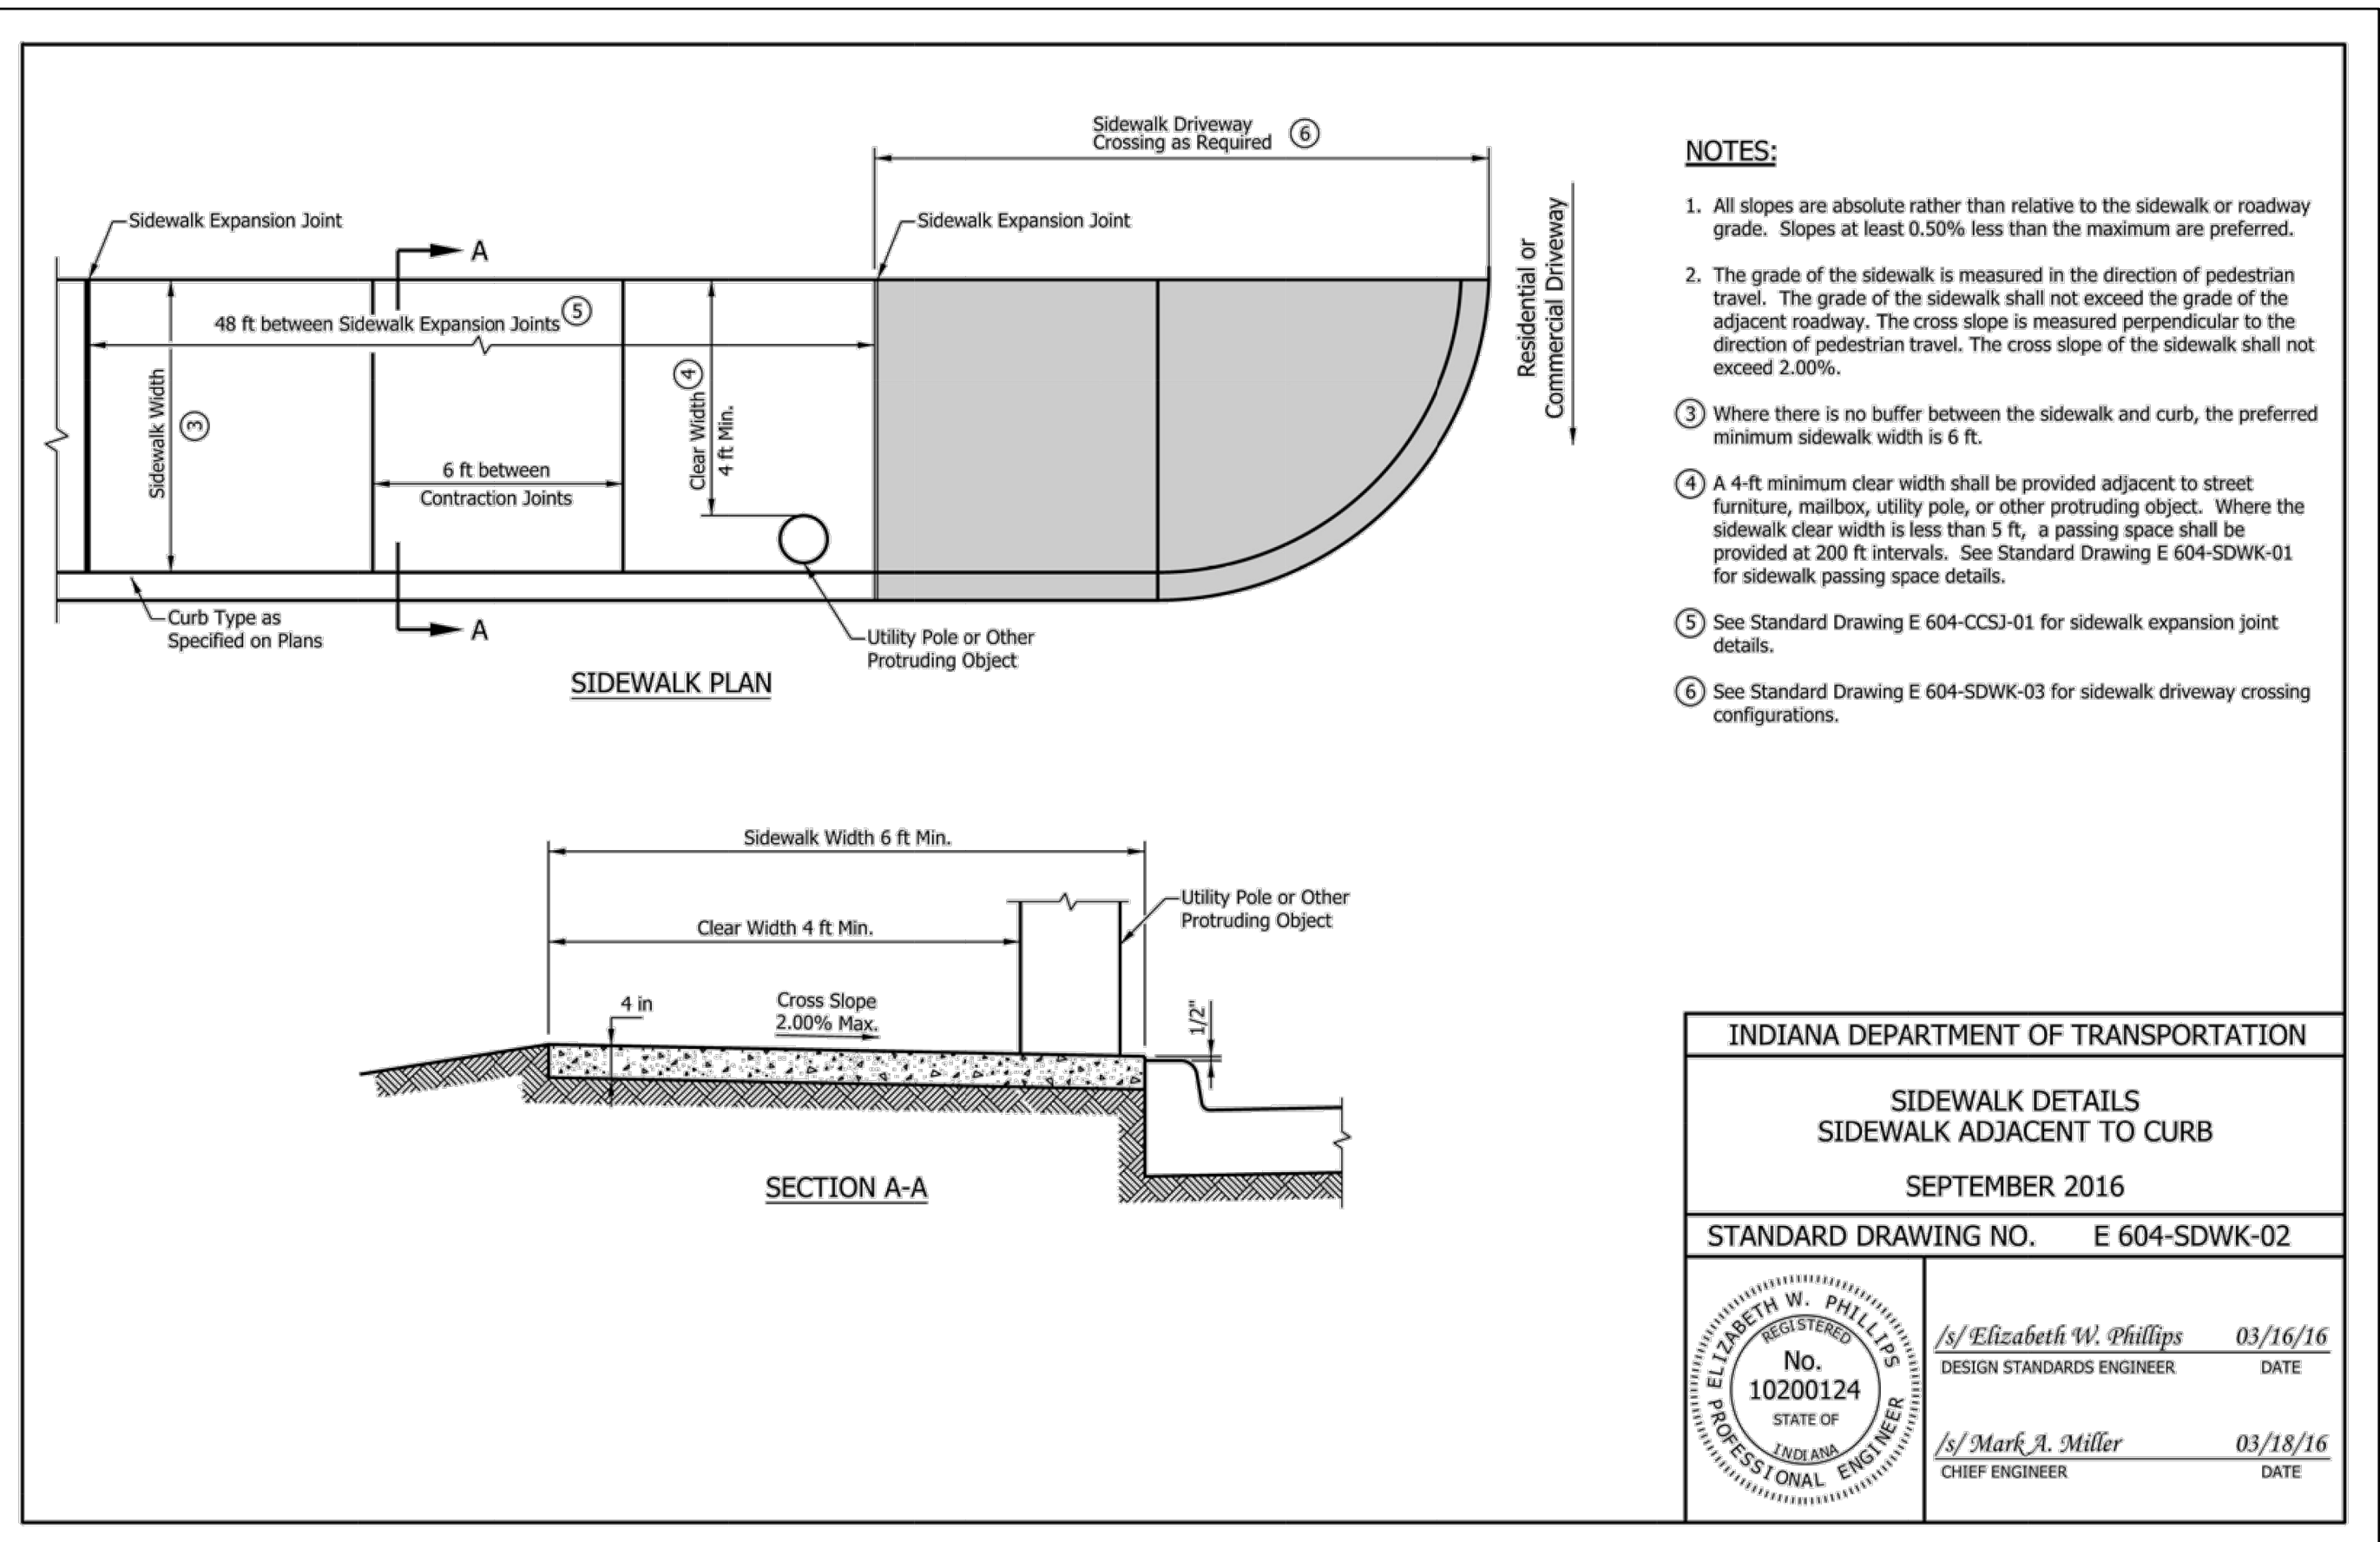 Sidewalk Driveway
Crossing as Required 6
Sidewalk Expansion Joint
A
Sidewalk Expansion Joint
48 ft between Sidewalk Expansion Joints 5
Sidewalk Width
3
6 ft between
Contraction Joints
Clear Width 4
4 ft Min.
Residential or
Commercial Driveway
Curb Type as
Specified on Plans
A
Utility Pole or Other
Protruding Object
SIDEWALK PLAN
NOTES:
1. All slopes are absolute rather than relative to the sidewalk or roadway
grade. Slopes at least 0.50% less than the maximum are preferred.
2. The grade of the sidewalk is measured in the direction of pedestrian
travel. The grade of the sidewalk shall not exceed the grade of the
adjacent roadway. The cross slope is measured perpendicular to the
direction of pedestrian travel. The cross slope of the sidewalk shall not
exceed 2.00%.
3 Where there is no buffer between the sidewalk and curb, the preferred
minimum sidewalk width is 6 ft.
4 A 4-ft minimum clear width shall be provided adjacent to street
furniture, mailbox, utility pole, or other protruding object. Where the
sidewalk clear width is less than 5 ft, a passing space shall be
provided at 200 ft intervals. See Standard Drawing E 604-SDWK-01
for sidewalk passing space details.
5 See Standard Drawing E 604-CCSJ-01 for sidewalk expansion joint
details.
6 See Standard Drawing E 604-SDWK-03 for sidewalk driveway crossing
configurations.
Sidewalk Width 6 ft Min.
Utility Pole or Other
Protruding Object
Clear Width 4 ft Min.
4 in
Cross Slope
2.00% Max.
1/2"
SECTION A-A
INDIANA DEPARTMENT OF TRANSPORTATION
SIDEWALK DETAILS
SIDEWALK ADJACENT TO CURB
SEPTEMBER 2016
STANDARD DRAWING NO. E 604-SDWK-02
ELIZABETH W. PHILLIPS
REGISTERED
No.
10200124
STATE OF
INDIANA
PROFESSIONAL ENGINEER
/s/ Elizabeth W. Phillips 03/16/16
DESIGN STANDARDS ENGINEER DATE
/s/ Mark A. Miller 03/18/16
CHIEF ENGINEER DATE